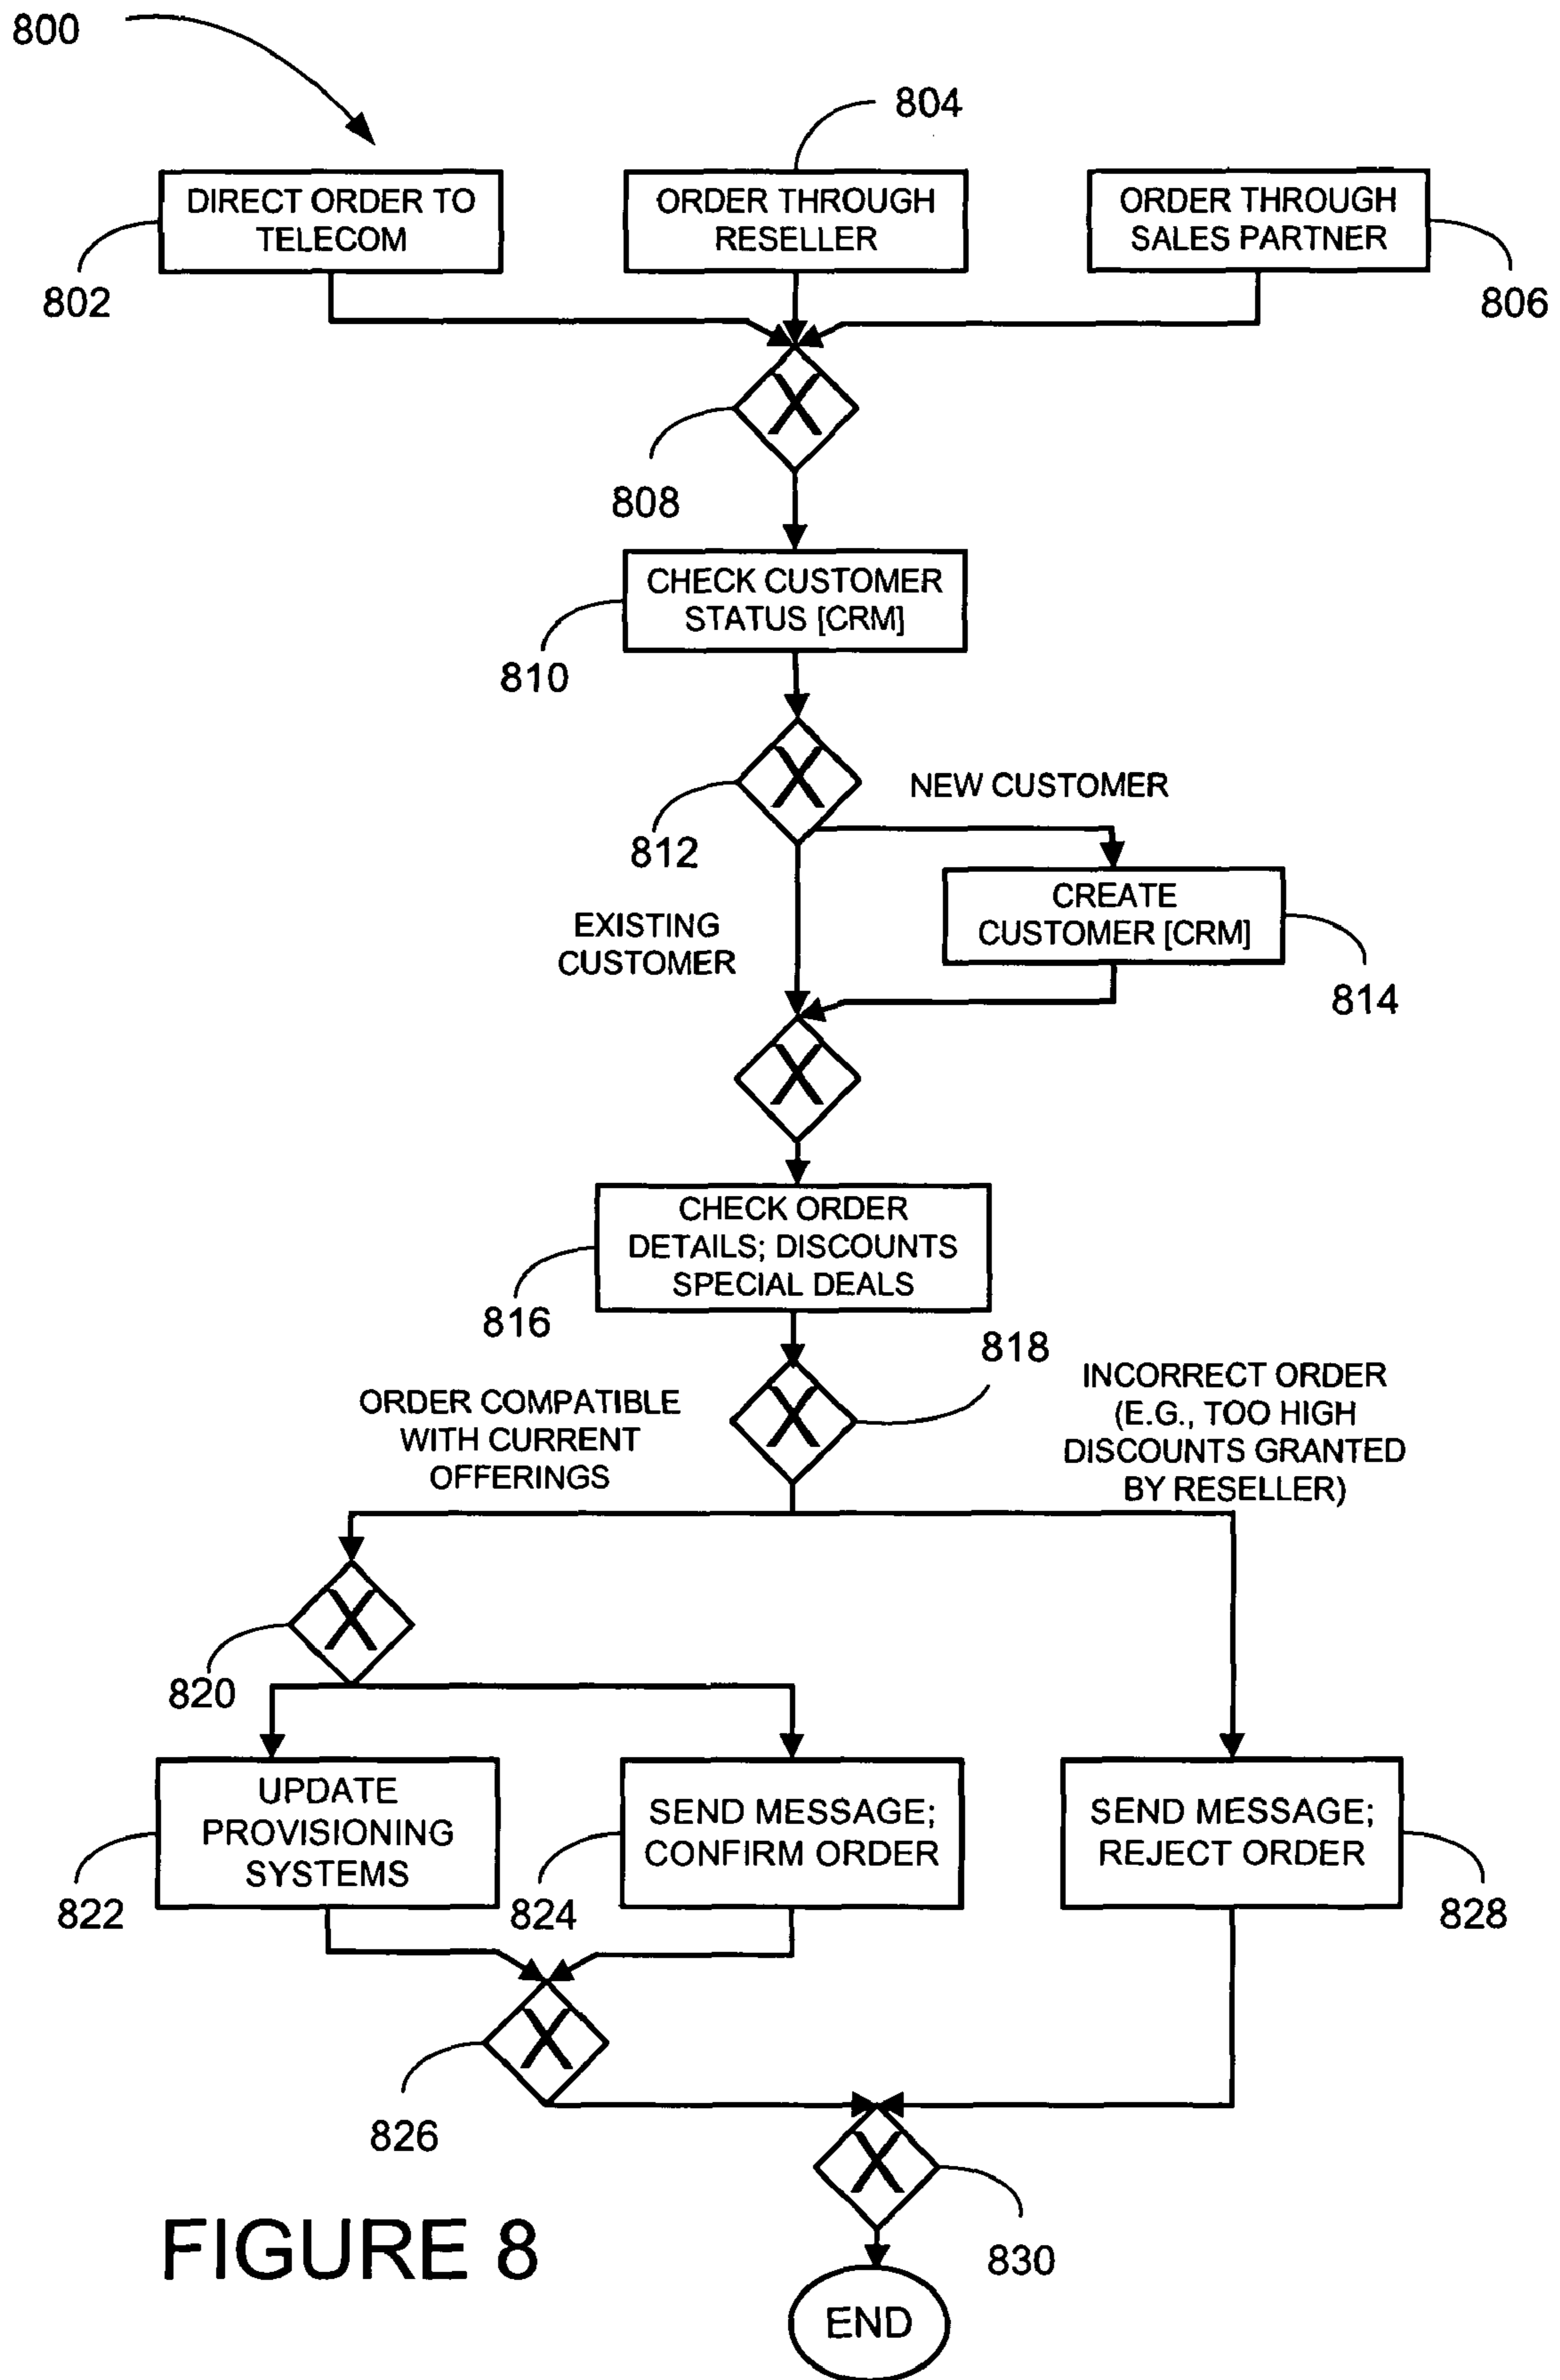 800
804
DIRECT ORDER TO
TELECOM
ORDER THROUGH
RESELLER
ORDER THROUGH
SALES PARTNER
802
806
X
808
CHECK CUSTOMER
STATUS [CRM]
810
X
NEW CUSTOMER
812
CREATE
CUSTOMER [CRM]
EXISTING
CUSTOMER
814
X
CHECK ORDER
DETAILS; DISCOUNTS
SPECIAL DEALS
816
818
ORDER COMPATIBLE
WITH CURRENT
OFFERINGS
X
INCORRECT ORDER
(E.G., TOO HIGH
DISCOUNTS GRANTED
BY RESELLER)
X
820
UPDATE
PROVISIONING
SYSTEMS
SEND MESSAGE;
CONFIRM ORDER
SEND MESSAGE;
REJECT ORDER
822
824
828
X
826
X
830
FIGURE 8
END